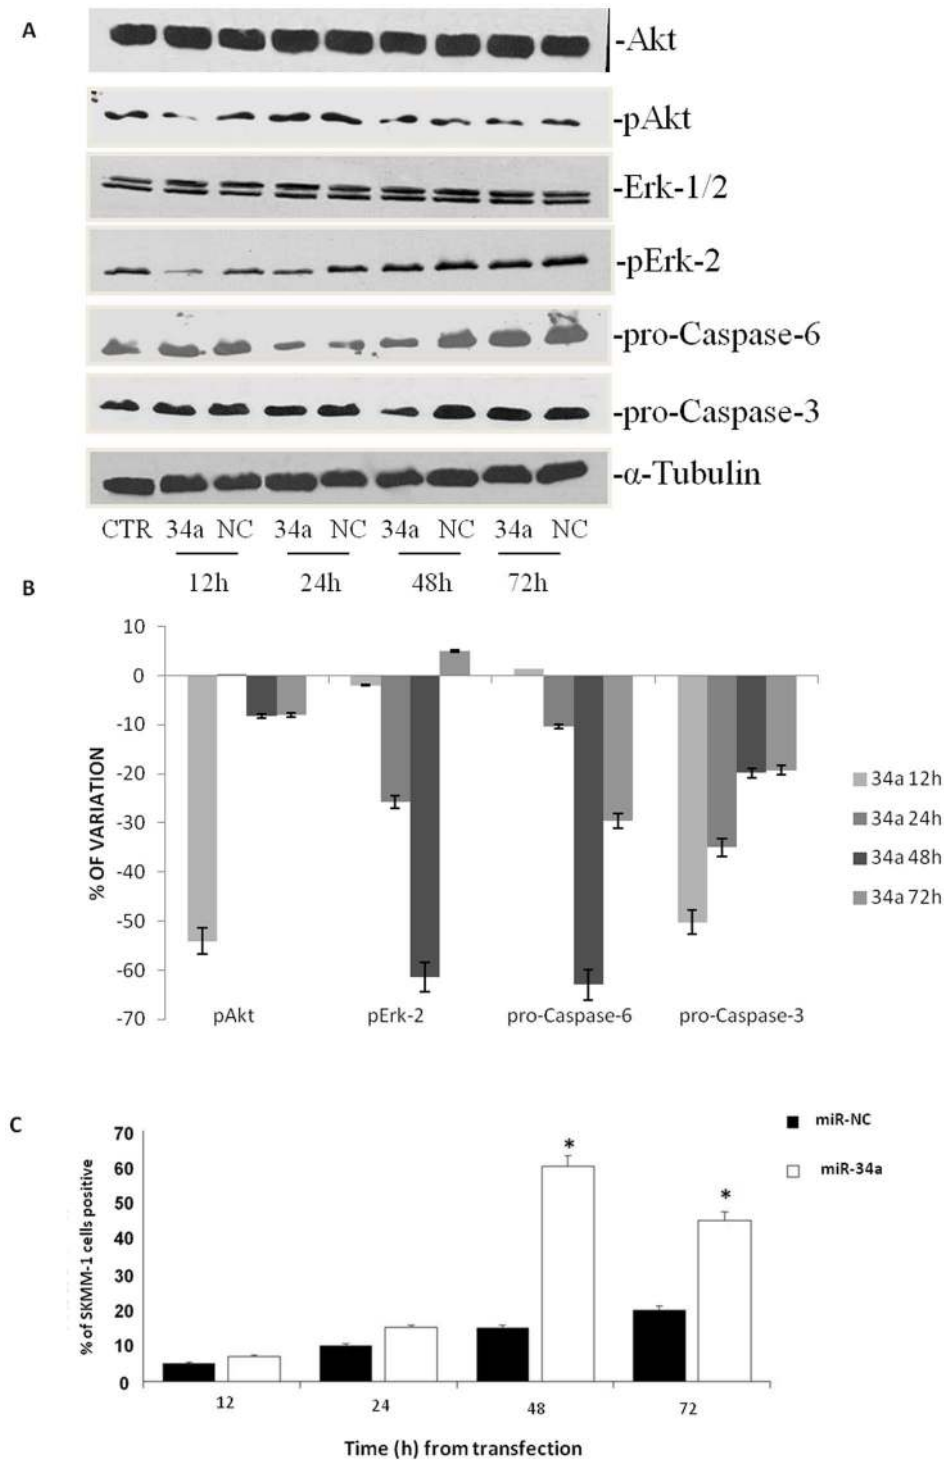 A
-Akt
-pAkt
-Erk-1/2
-pErk-2
-pro-Caspase-6
-pro-Caspase-3
-α-Tubulin
CTR 34a NC 34a NC 34a NC 34a NC
12h 24h 48h 72h
B
10
0
-10
-20
-30
-40
-50
-60
-70
% OF VARIATION
pAkt pErk-2 pro-Caspase-6 pro-Caspase-3
34a 12h
34a 24h
34a 48h
34a 72h
C
70
60
50
40
30
20
10
0
% of SKMM-1 cells positive
*
*
miR-NC
miR-34a
12 24 48 72
Time (h) from transfection